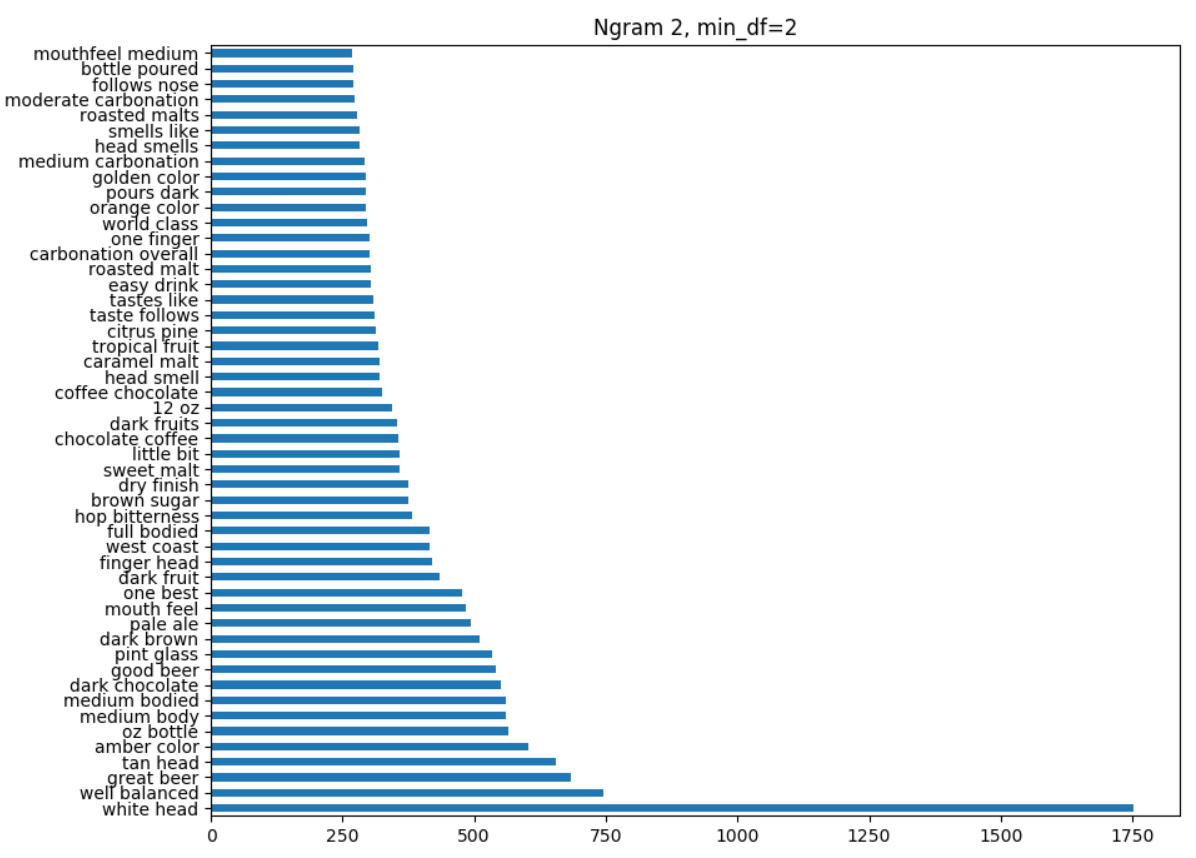 Ngram 2, min_df=2
mouthfeel medium
bottle poured
follows nose
moderate carbonation
roasted malts
smells like
head smells
medium carbonation
golden color
pours dark
orange color
world class
one finger
carbonation overall
roasted malt
easy drink
tastes like
taste follows
citrus pine
tropical fruit
caramel malt
head smell
coffee chocolate
12 oz
dark fruits
chocolate coffee
little bit
sweet malt
dry finish
brown sugar
hop bitterness
full bodied
west coast
finger head
dark fruit
one best
mouth feel
pale ale
dark brown
pint glass
good beer
dark chocolate
medium bodied
medium body
oz bottle
amber color
tan head
great beer
well balanced
white head
0 250 500 750 1000 1250 1500 1750